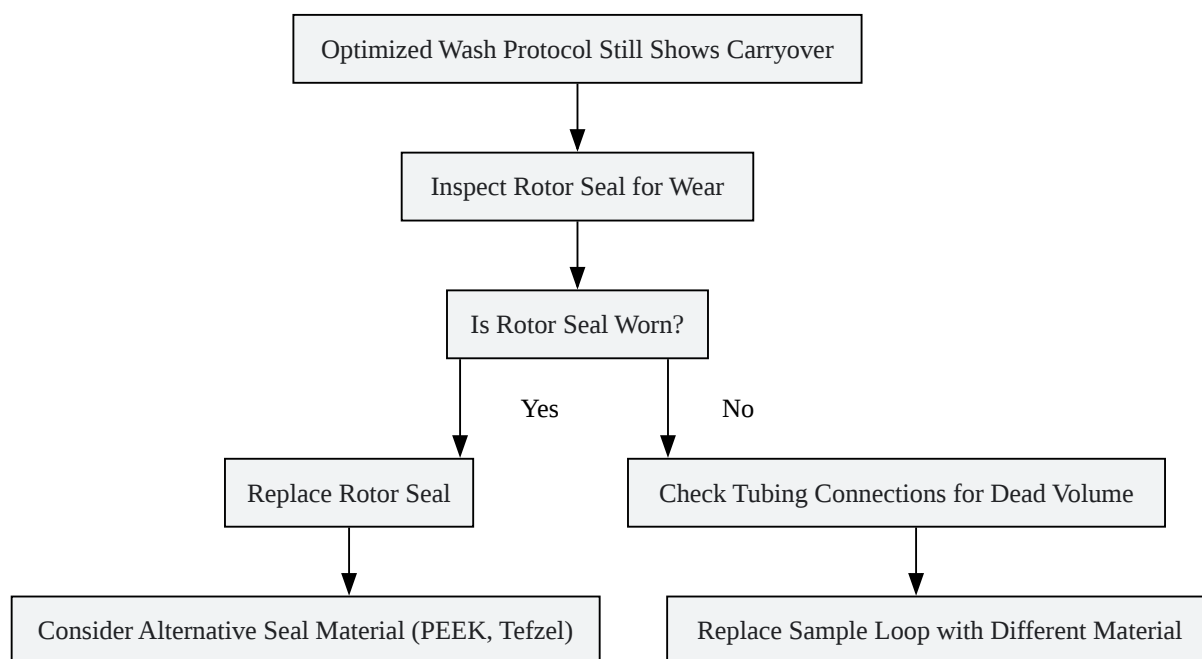 Optimized Wash Protocol Still Shows Carryover
Inspect Rotor Seal for Wear
Is Rotor Seal Worn?
Yes
No
Replace Rotor Seal
Check Tubing Connections for Dead Volume
Consider Alternative Seal Material (PEEK, Tefzel)
Replace Sample Loop with Different Material